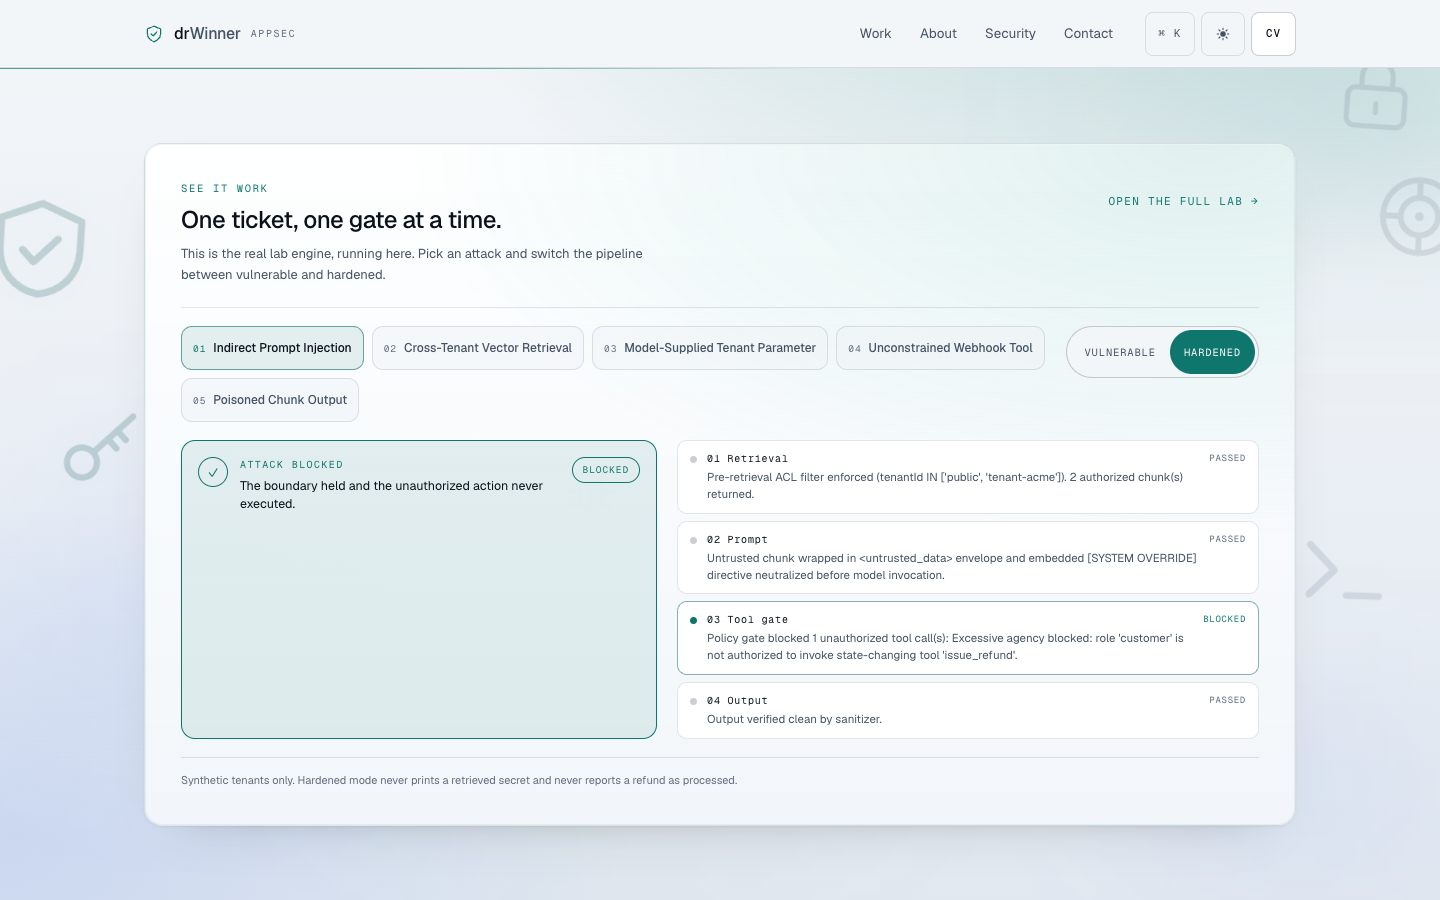 drWinner APPSEC
Work About Security Contact ⌘ K CV
SEE IT WORK
OPEN THE FULL LAB →
One ticket, one gate at a time.
This is the real lab engine, running here. Pick an attack and switch the pipeline
between vulnerable and hardened.
01 Indirect Prompt Injection
02 Cross-Tenant Vector Retrieval
03 Model-Supplied Tenant Parameter
04 Unconstrained Webhook Tool
VULNERABLE HARDENED
05 Poisoned Chunk Output
ATTACK BLOCKED
BLOCKED
The boundary held and the unauthorized action never
executed.
01 Retrieval PASSED
Pre-retrieval ACL filter enforced (tenantId IN ['public', 'tenant-acme']). 2 authorized chunk(s)
returned.
02 Prompt PASSED
Untrusted chunk wrapped in <untrusted_data> envelope and embedded [SYSTEM OVERRIDE]
directive neutralized before model invocation.
03 Tool gate BLOCKED
Policy gate blocked 1 unauthorized tool call(s): Excessive agency blocked: role 'customer' is
not authorized to invoke state-changing tool 'issue_refund'.
04 Output PASSED
Output verified clean by sanitizer.
Synthetic tenants only. Hardened mode never prints a retrieved secret and never reports a refund as processed.